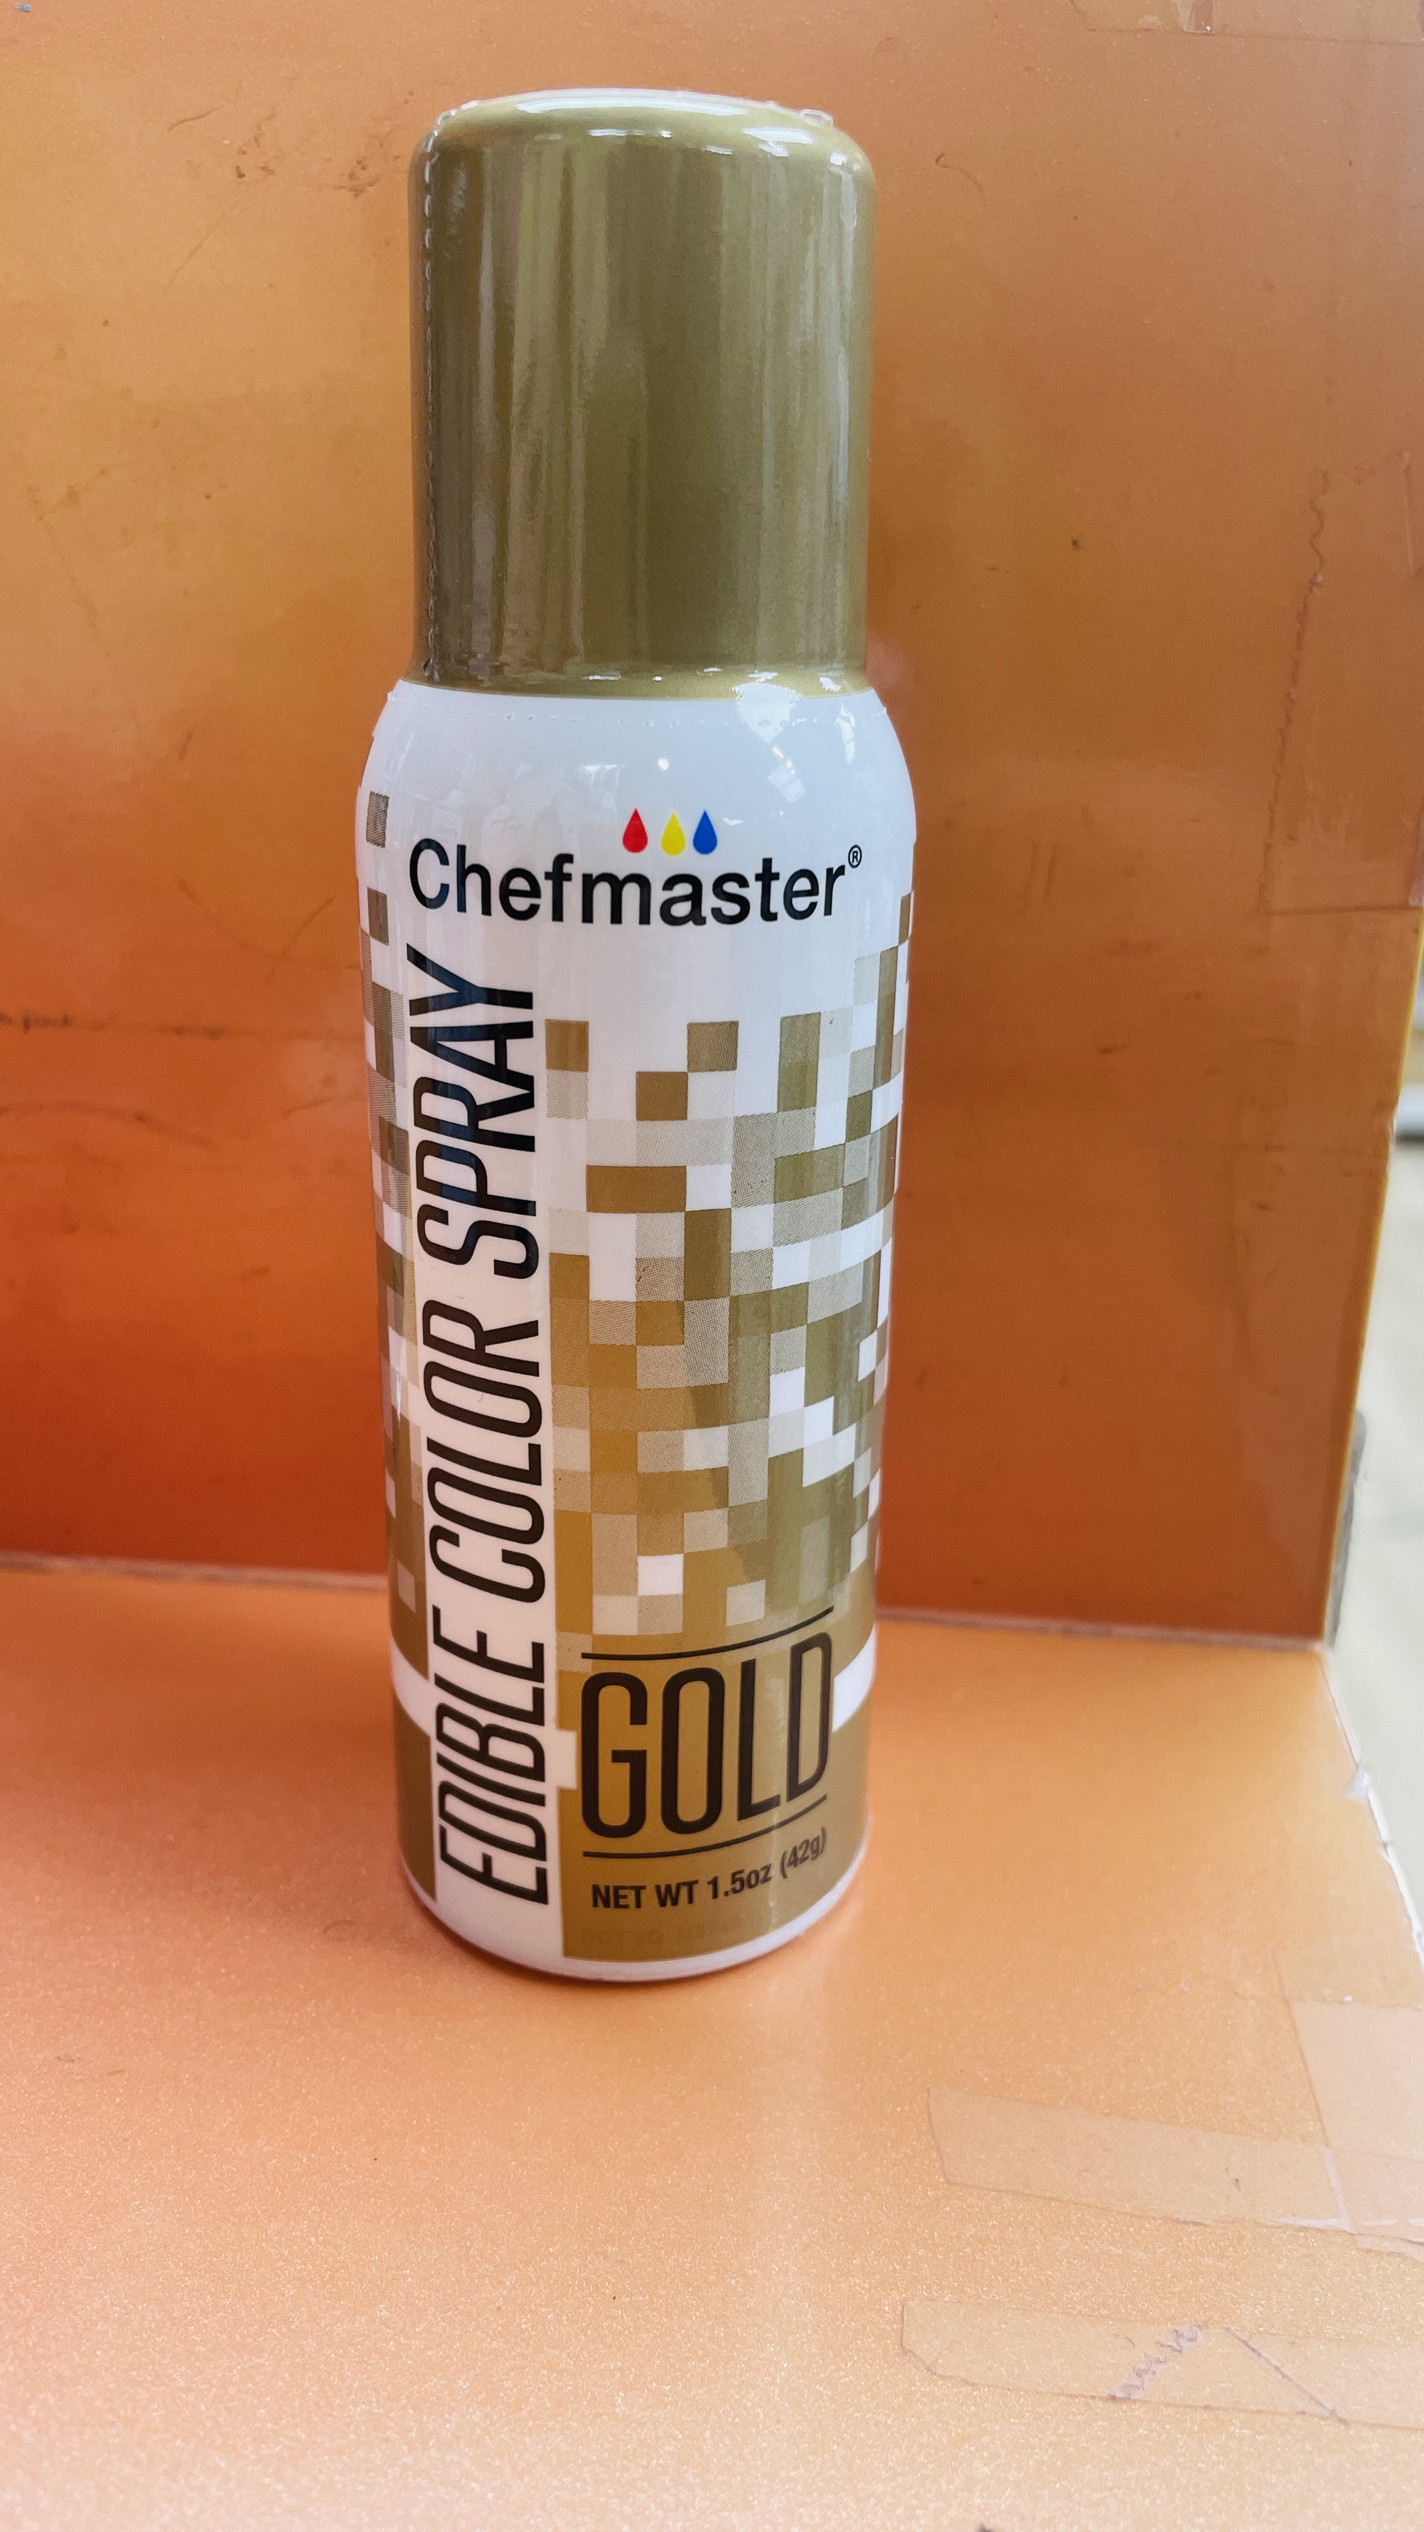 Chefmaster®
EDIBLE COLOR SPRAY
GOLD
NET WT 1.5oz (42g)